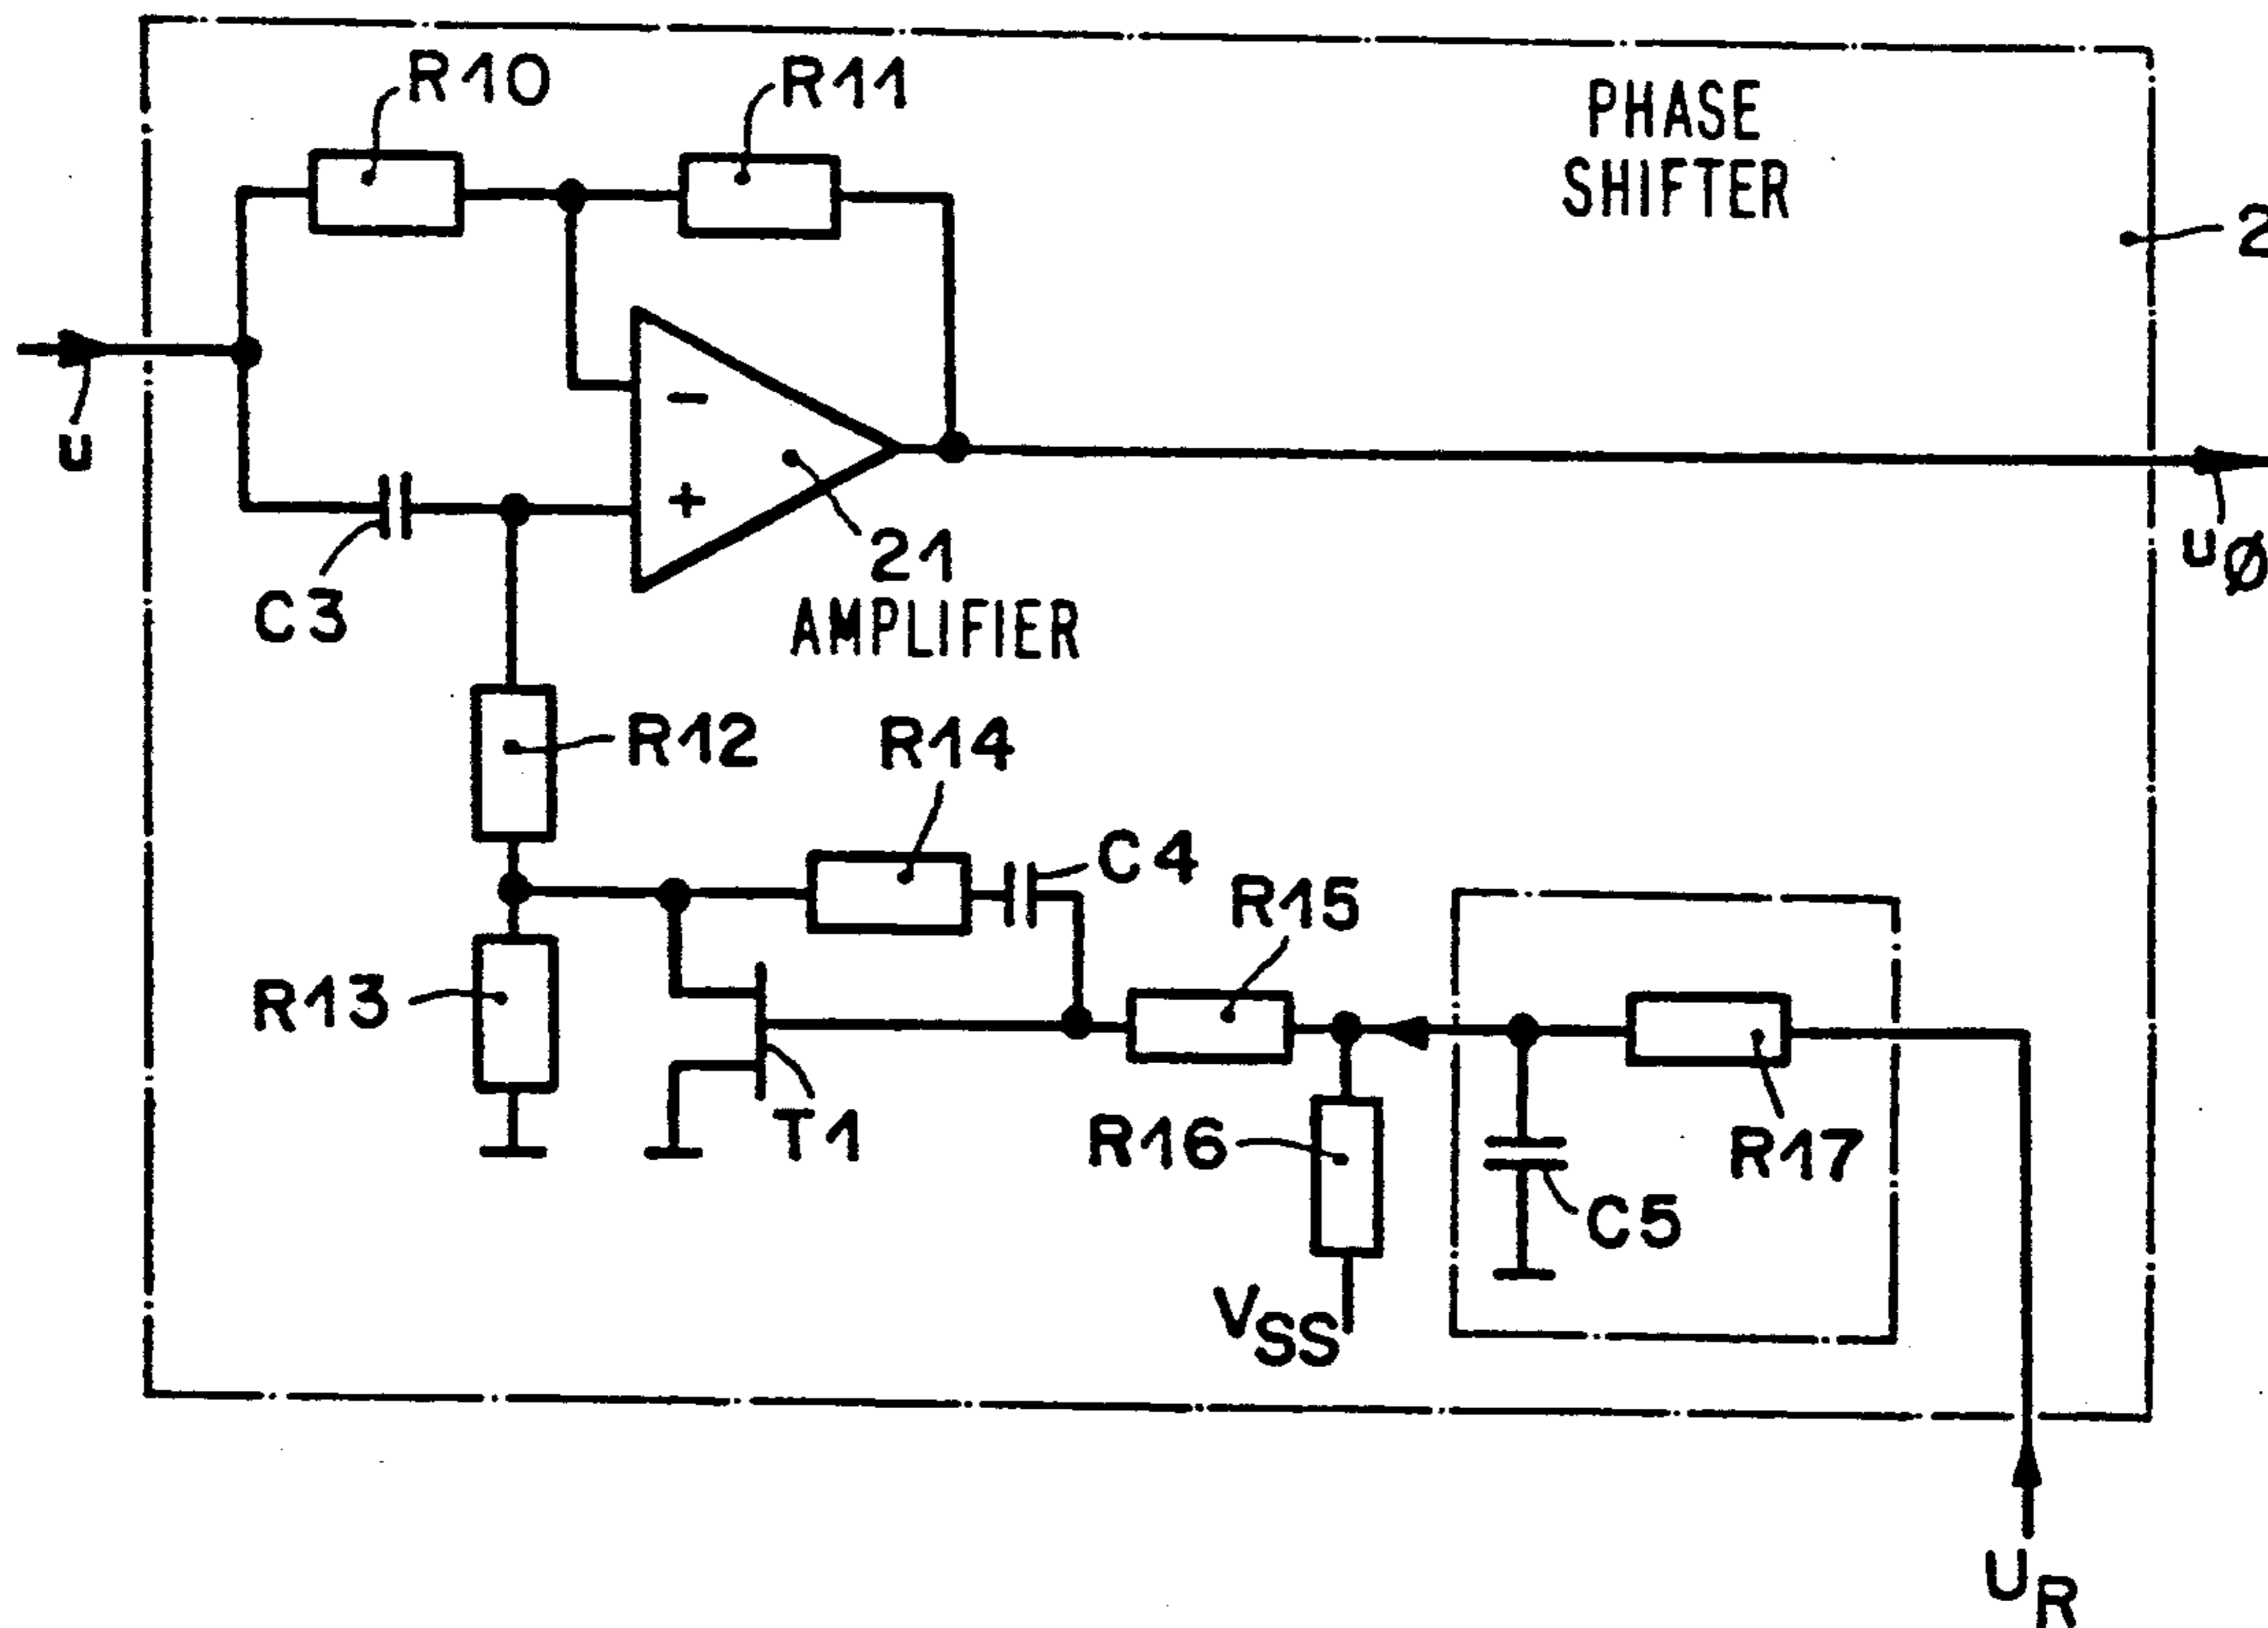 R10
R11
PHASE
SHIFTER
2
u
-
+
21
AMPLIFIER
uø
C3
R12
R14
C4
R15
R13
T1
R16
R17
C5
VSS
UR